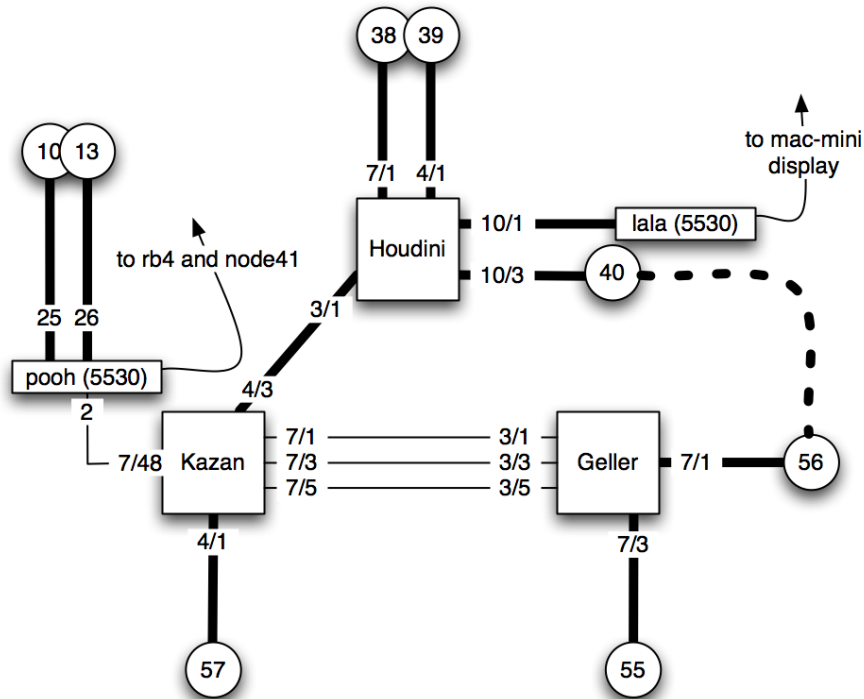 38 39
10 13
7/1 4/1
to mac-mini
display
10/1
lala (5530)
Houdini
to rb4 and node41
10/3
40
3/1
25 26
pooh (5530)
4/3
2
7/1 3/1
7/48
Kazan
7/3 3/3
Geller
7/1
56
7/5 3/5
4/1
7/3
57
55